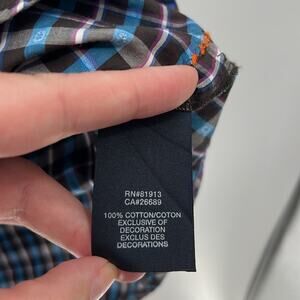 RN#81913
CA#26689
100% COTTON/COTON
EXCLUSIVE OF
DECORATION
EXCLUS DES
DECORATIONS